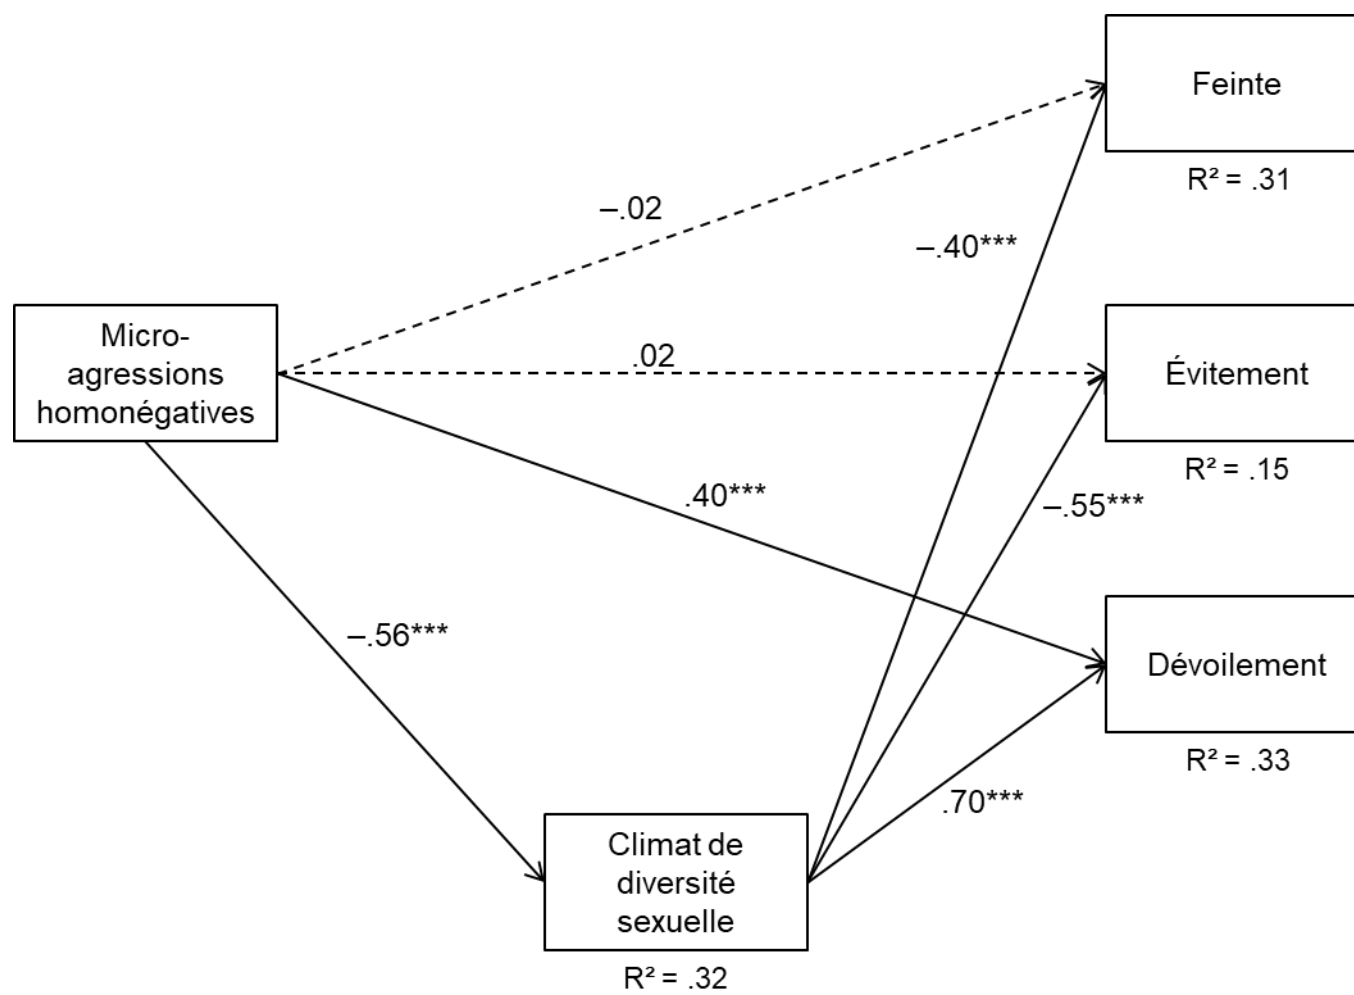 Feinte
R² = .31
–.02
–.40***
Micro-
agressions
homonégatives
.02
Évitement
R² = .15
.40***
–.55***
Dévoilement
R² = .33
–.56***
.70***
Climat de
diversité
sexuelle
R² = .32